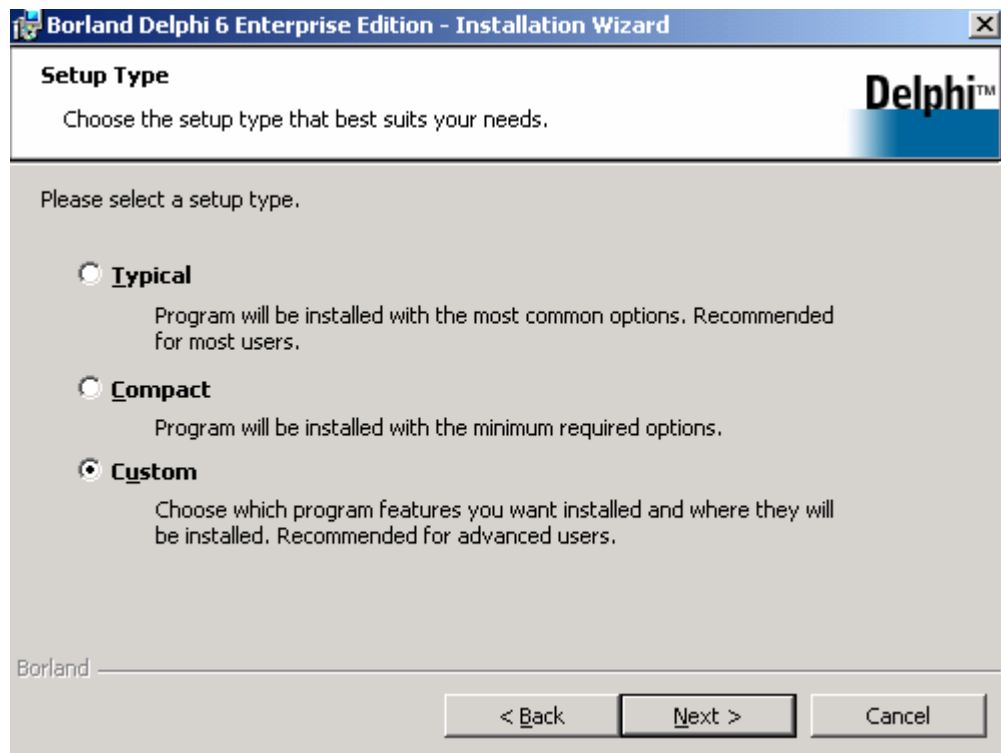 Borland Delphi 6 Enterprise Edition - Installation Wizard
Setup Type
Choose the setup type that best suits your needs.
Delphi™
Please select a setup type.
Typical
Program will be installed with the most common options. Recommended
for most users.
Compact
Program will be installed with the minimum required options.
Custom
Choose which program features you want installed and where they will
be installed. Recommended for advanced users.
Borland
< Back
Next >
Cancel